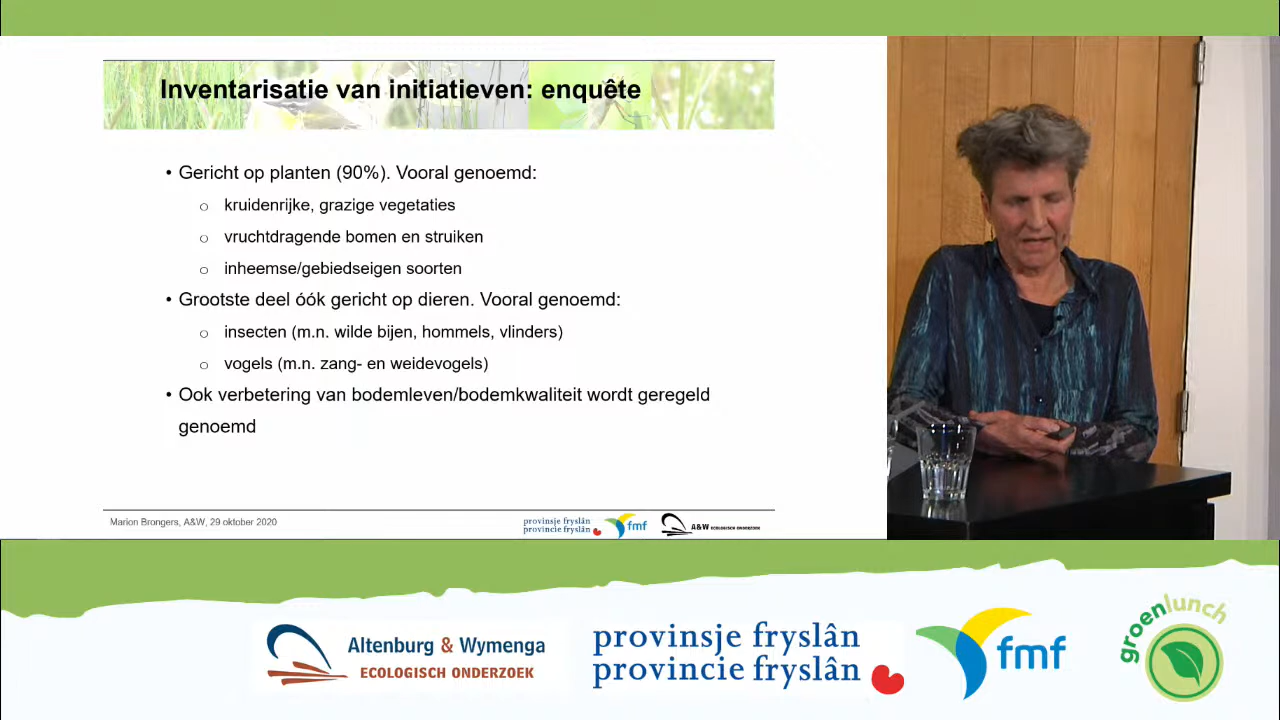 Inventarisatie van initiatieven: enquête
• Gericht op planten (90%). Vooral genoemd:
o kruidenrijke, grazige vegetaties
o vruchtdragende bomen en struiken
o inheemse/gebiedseigen soorten
• Grootste deel óók gericht op dieren. Vooral genoemd:
o insecten (m.n. wilde bijen, hommels, vlinders)
o vogels (m.n. zang- en weidevogels)
• Ook verbetering van bodemleven/bodemkwaliteit wordt geregeld
genoemd
Marion Brongers, A&W, 29 oktober 2020
provinsje fryslân
provincie fryslân
fmf
A&W ECOLOGISCH ONDERZOEK
Altenburg & Wymenga
ECOLOGISCH ONDERZOEK
provinsje fryslân
provincie fryslân
fmf
groenlunch